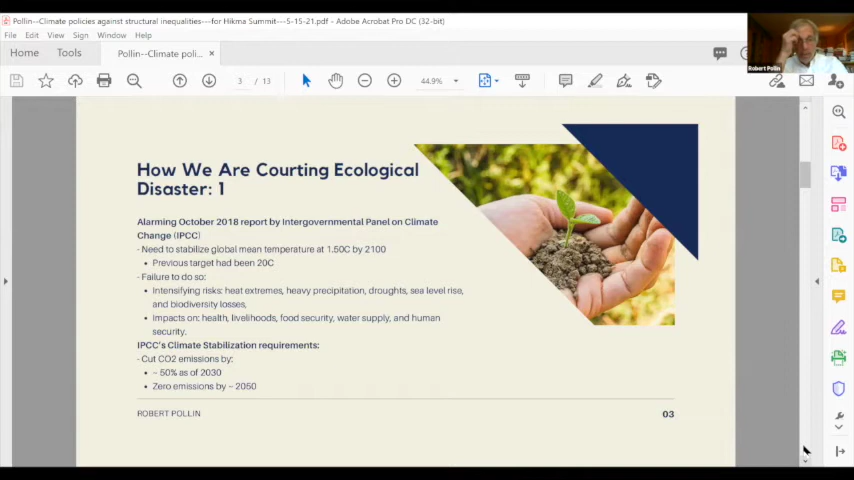 Pollin--Climate policies against structural inequalities---for Hikma Summit---5-15-21.pdf - Adobe Acrobat Pro DC (32-bit)
File Edit View Sign Window Help
Home Tools Pollin--Climate poli... ×
3 / 13 44.9%
Robert Pollin
How We Are Courting Ecological
Disaster: 1
Alarming October 2018 report by Intergovernmental Panel on Climate
Change (IPCC)
- Need to stabilize global mean temperature at 1.50C by 2100
• Previous target had been 20C
- Failure to do so:
• Intensifying risks: heat extremes, heavy precipitation, droughts, sea level rise,
and biodiversity losses,
• Impacts on: health, livelihoods, food security, water supply, and human
security.
IPCC's Climate Stabilization requirements:
- Cut CO2 emissions by:
• ~ 50% as of 2030
• Zero emissions by ~ 2050
ROBERT POLLIN 03